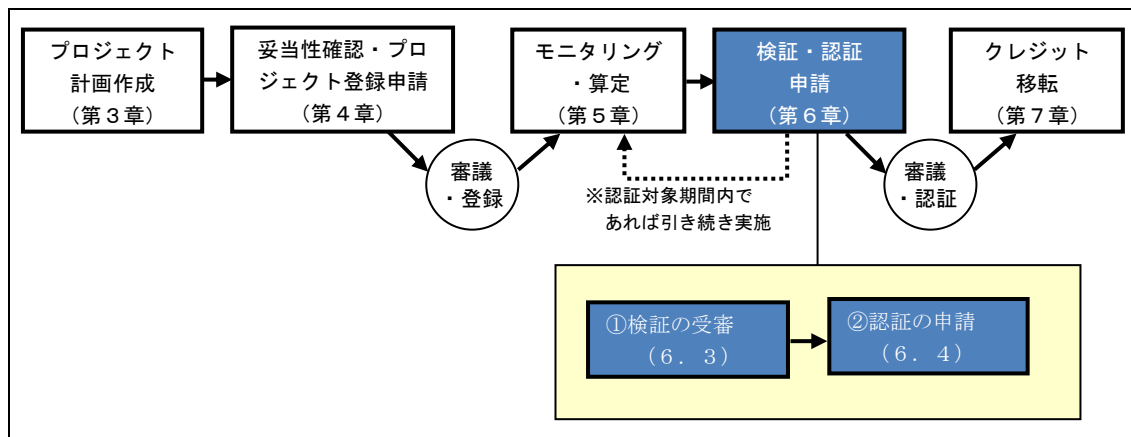 プロジェクト
計画作成
（第３章）
妥当性確認・プロ
ジェクト登録申請
（第４章）
モニタリング
・算定
（第５章）
検証・認証
申請
（第６章）
クレジット
移転
（第７章）
審議
・登録
※認証対象期間内で
あれば引き続き実施
審議
・認証
①検証の受審
（６．３）
②認証の申請
（６．４）